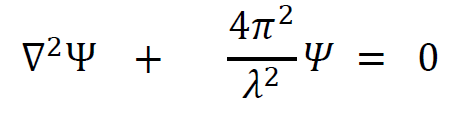 ∇²Ψ + 4π²/λ² Ψ = 0